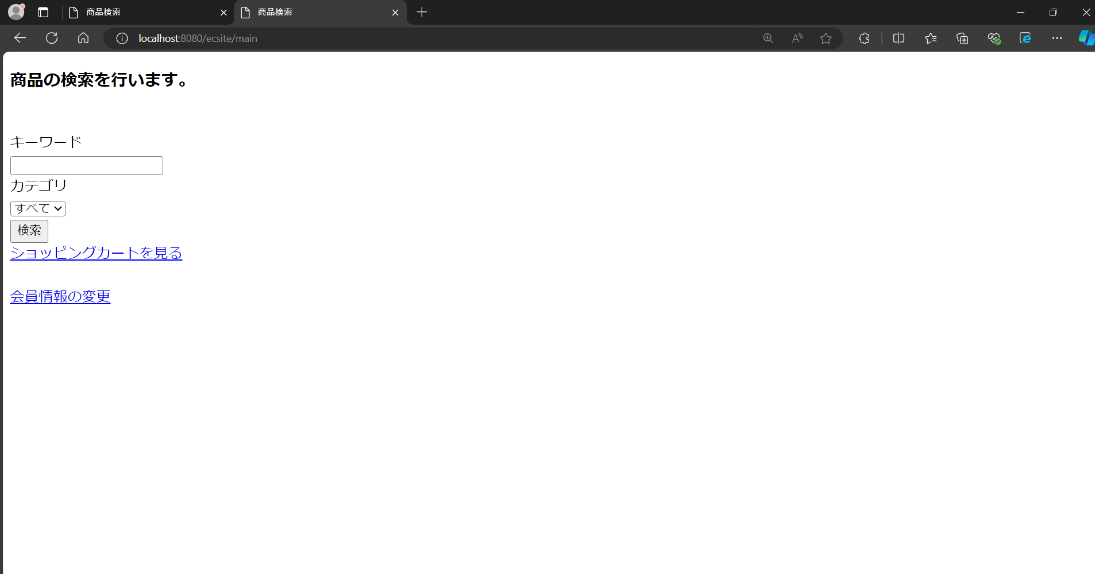 商品検索
商品検索
localhost:8080/ecsite/main
商品の検索を行います。
キーワード
カテゴリ
すべて
検索
ショッピングカートを見る
会員情報の変更